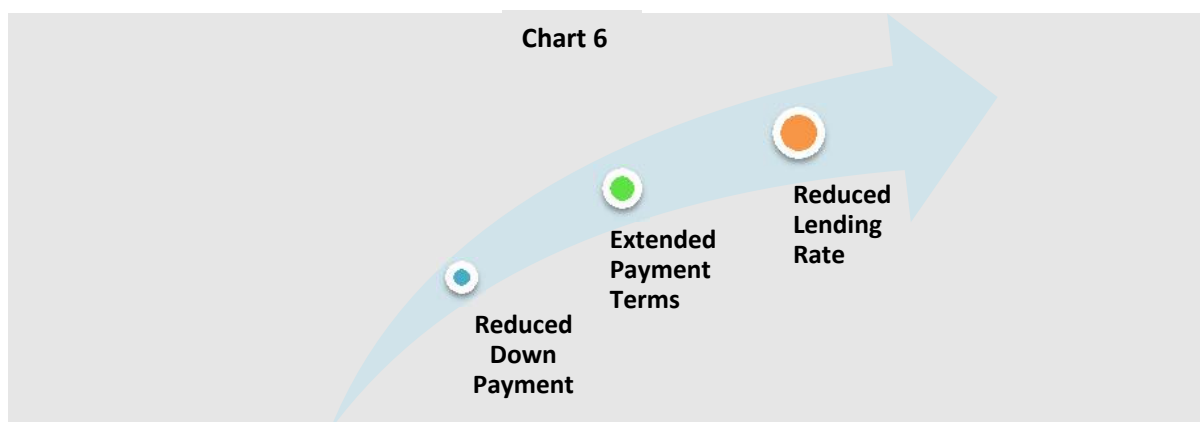 Chart 6
Reduced
Down
Payment
Extended
Payment
Terms
Reduced
Lending
Rate